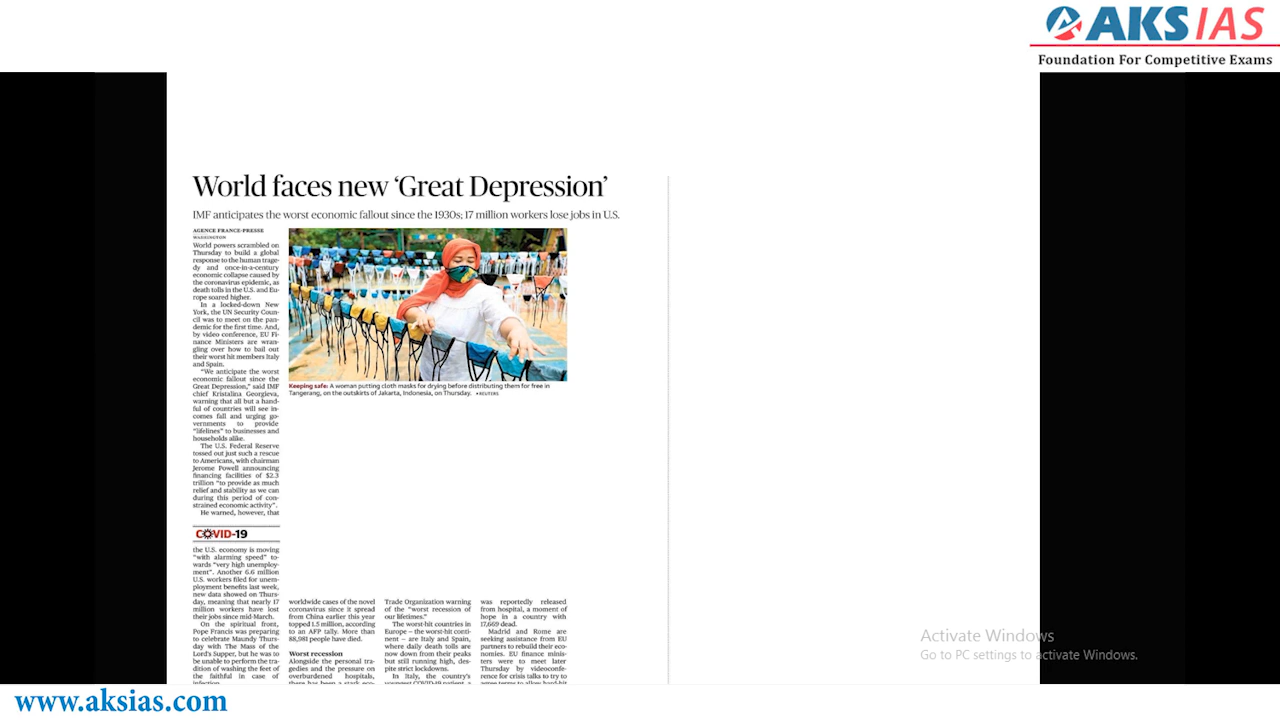 AKS IAS
Foundation For Competitive Exams
World faces new ‘Great Depression’
IMF anticipates the worst economic fallout since the 1930s; 17 million workers lose jobs in U.S.
AGENCE FRANCE-PRESSE
WASHINGTON
World powers scrambled on
Thursday to build a global
response to the human trage-
dy and once-in-a-century
economic collapse caused by
the coronavirus epidemic, as
death tolls in the U.S. and Eu-
rope soared higher.
In a locked-down New
York, the UN Security Coun-
cil was to meet on the pan-
demic for the first time. And,
by video conference, EU Fi-
nance Ministers are wran-
gling over how to bail out
their worst hit members Italy
and Spain.
“We anticipate the worst
economic fallout since the
Great Depression,” said IMF
chief Kristalina Georgieva,
warning that all but a hand-
ful of countries will see in-
comes fall and urging go-
vernments to provide
“lifelines” to businesses and
households alike.
The U.S. Federal Reserve
tossed out just such a rescue
to Americans, with chairman
Jerome Powell announcing
financing facilities of $2.3
trillion “to provide as much
relief and stability as we can
during this period of con-
strained economic activity”.
He warned, however, that
COVID-19
the U.S. economy is moving
“with alarming speed” to-
wards “very high unemploy-
ment”. Another 6.6 million
U.S. workers filed for unem-
ployment benefits last week,
new data showed on Thurs-
day, meaning that nearly 17
million workers have lost
their jobs since mid-March.
On the spiritual front,
Pope Francis was preparing
to celebrate Maundy Thurs-
day with The Mass of the
Lord's Supper, but he was to
be unable to perform the tra-
dition of washing the feet of
the faithful in case of
infection.
Keeping safe: A woman putting cloth masks for drying before distributing them for free in
Tangerang, on the outskirts of Jakarta, Indonesia, on Thursday. • REUTERS
worldwide cases of the novel
coronavirus since it spread
from China earlier this year
topped 1.5 million, according
to an AFP tally. More than
88,981 people have died.
Worst recession
Alongside the personal tra-
gedies and the pressure on
overburdened hospitals,
there has been a stark eco-
Trade Organization warning
of the “worst recession of
our lifetimes.”
The worst-hit countries in
Europe – the worst-hit conti-
nent – are Italy and Spain,
where daily death tolls are
now down from their peaks
but still running high, des-
pite strict lockdowns.
In Italy, the country's
youngest COVID-19 patient, a
was reportedly released
from hospital, a moment of
hope in a country with
17,669 dead.
Madrid and Rome are
seeking assistance from EU
partners to rebuild their eco-
nomies. EU finance minis-
ters were to meet later
Thursday by videoconfe-
rence for crisis talks to try to
agree terms to allow hard-hit
Activate Windows
Go to PC settings to activate Windows.
www.aksias.com